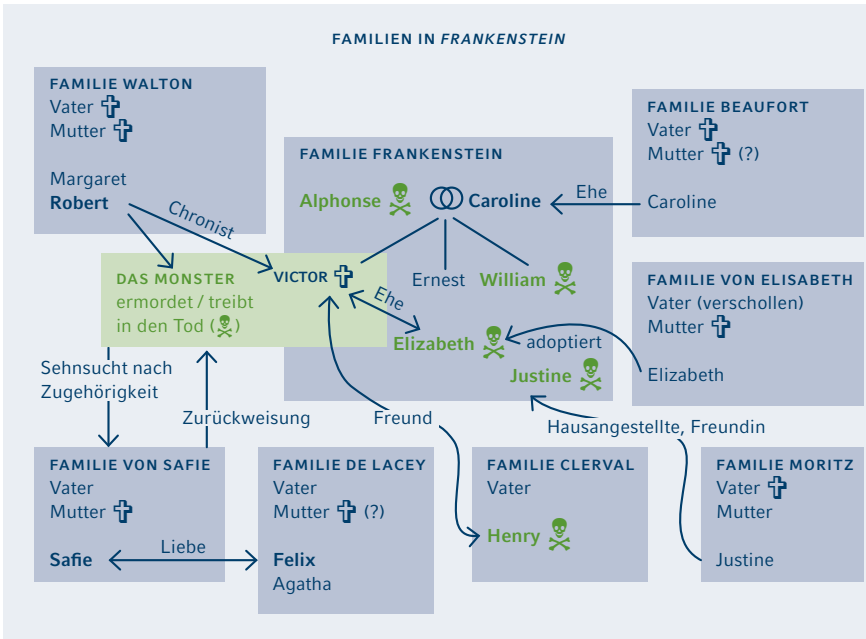 FAMILIEN IN FRANKENSTEIN
FAMILIE WALTON
Vater
Mutter
Margaret
Robert
Chronist
FAMILIE FRANKENSTEIN
Alphonse
Caroline
Ehe
FAMILIE BEAUFORT
Vater
Mutter (?)
Caroline
DAS MONSTER
ermordet / treibt
in den Tod ( )
VICTOR
Ernest
William
Ehe
Elizabeth
adoptiert
Justine
FAMILIE VON ELISABETH
Vater (verschollen)
Mutter
Elizabeth
Sehnsucht nach
Zugehörigkeit
Zurückweisung
Freund
Hausangestellte, Freundin
FAMILIE VON SAFIE
Vater
Mutter
Safie
Liebe
FAMILIE DE LACEY
Vater
Mutter (?)
Felix
Agatha
FAMILIE CLERVAL
Vater
Henry
FAMILIE MORITZ
Vater
Mutter
Justine